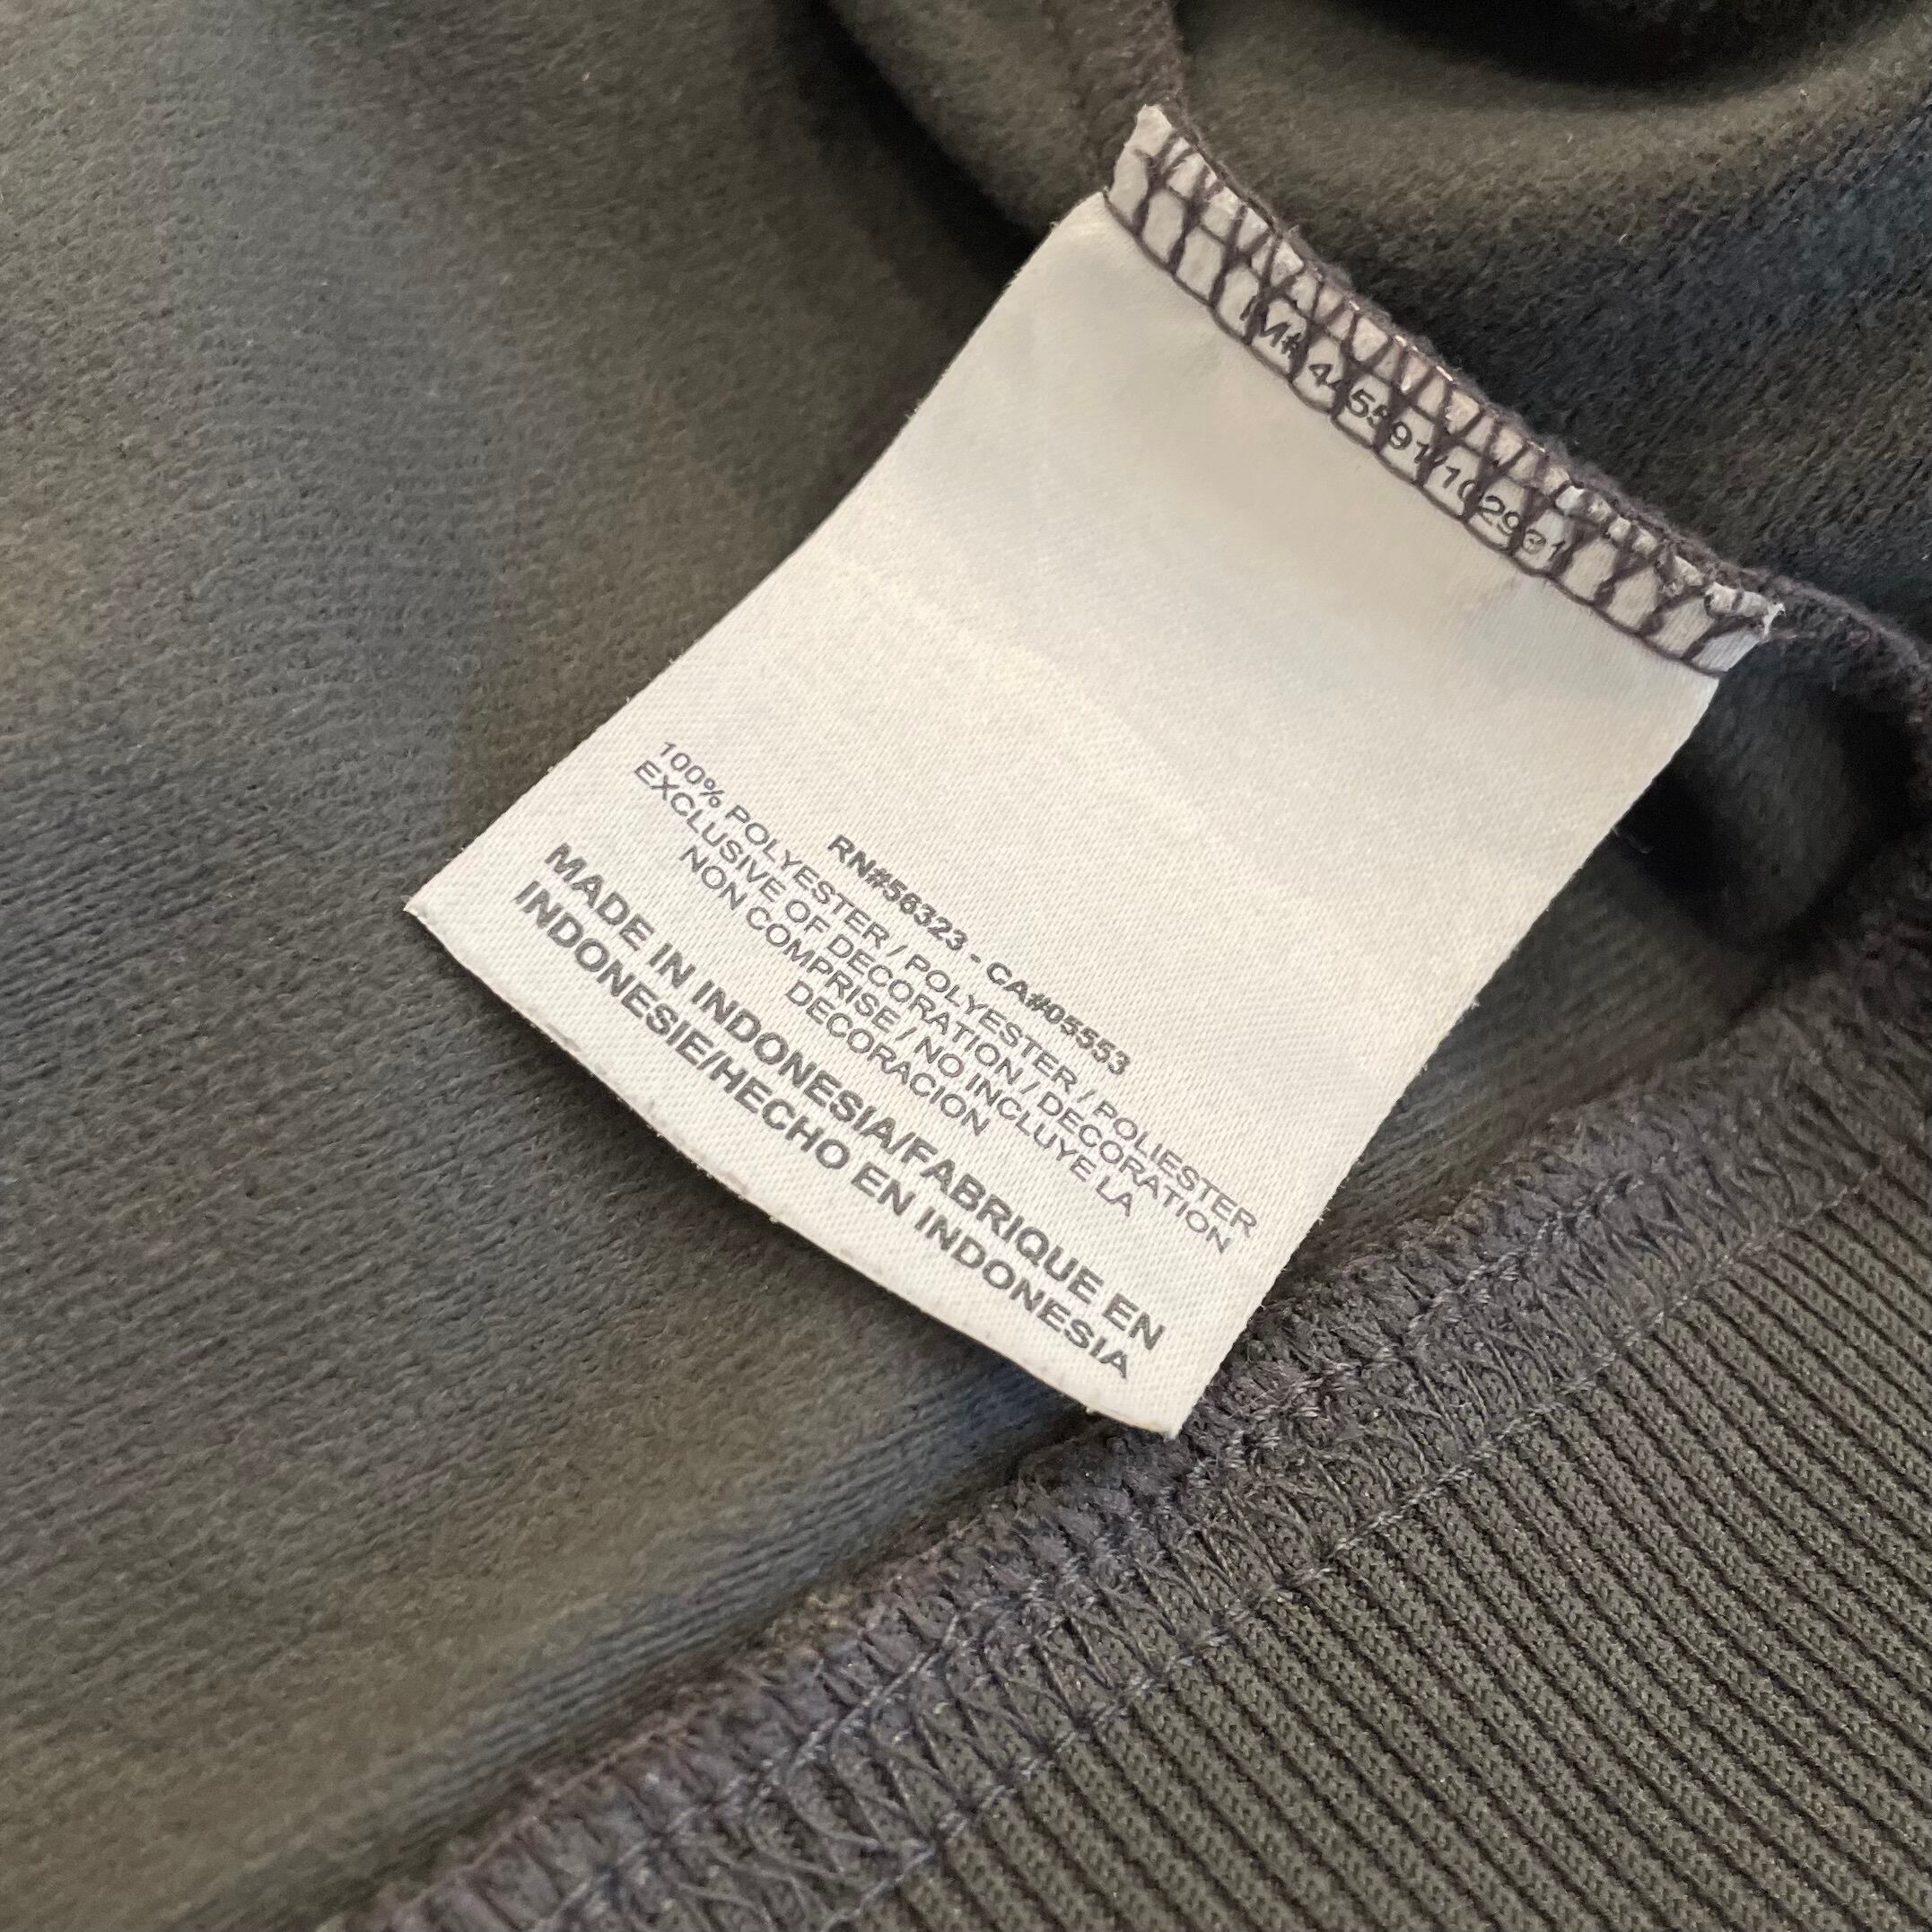 RN#56323 - CA#05553
100% POLYESTER / POLYESTER / POLIESTER
EXCLUSIVE OF DECORATION / DECORATION
NON COMPRISE / NO INCLUYE LA
DECORACION
MADE IN INDONESIA/FABRIQUE EN
INDONESIE/HECHO EN INDONESIA